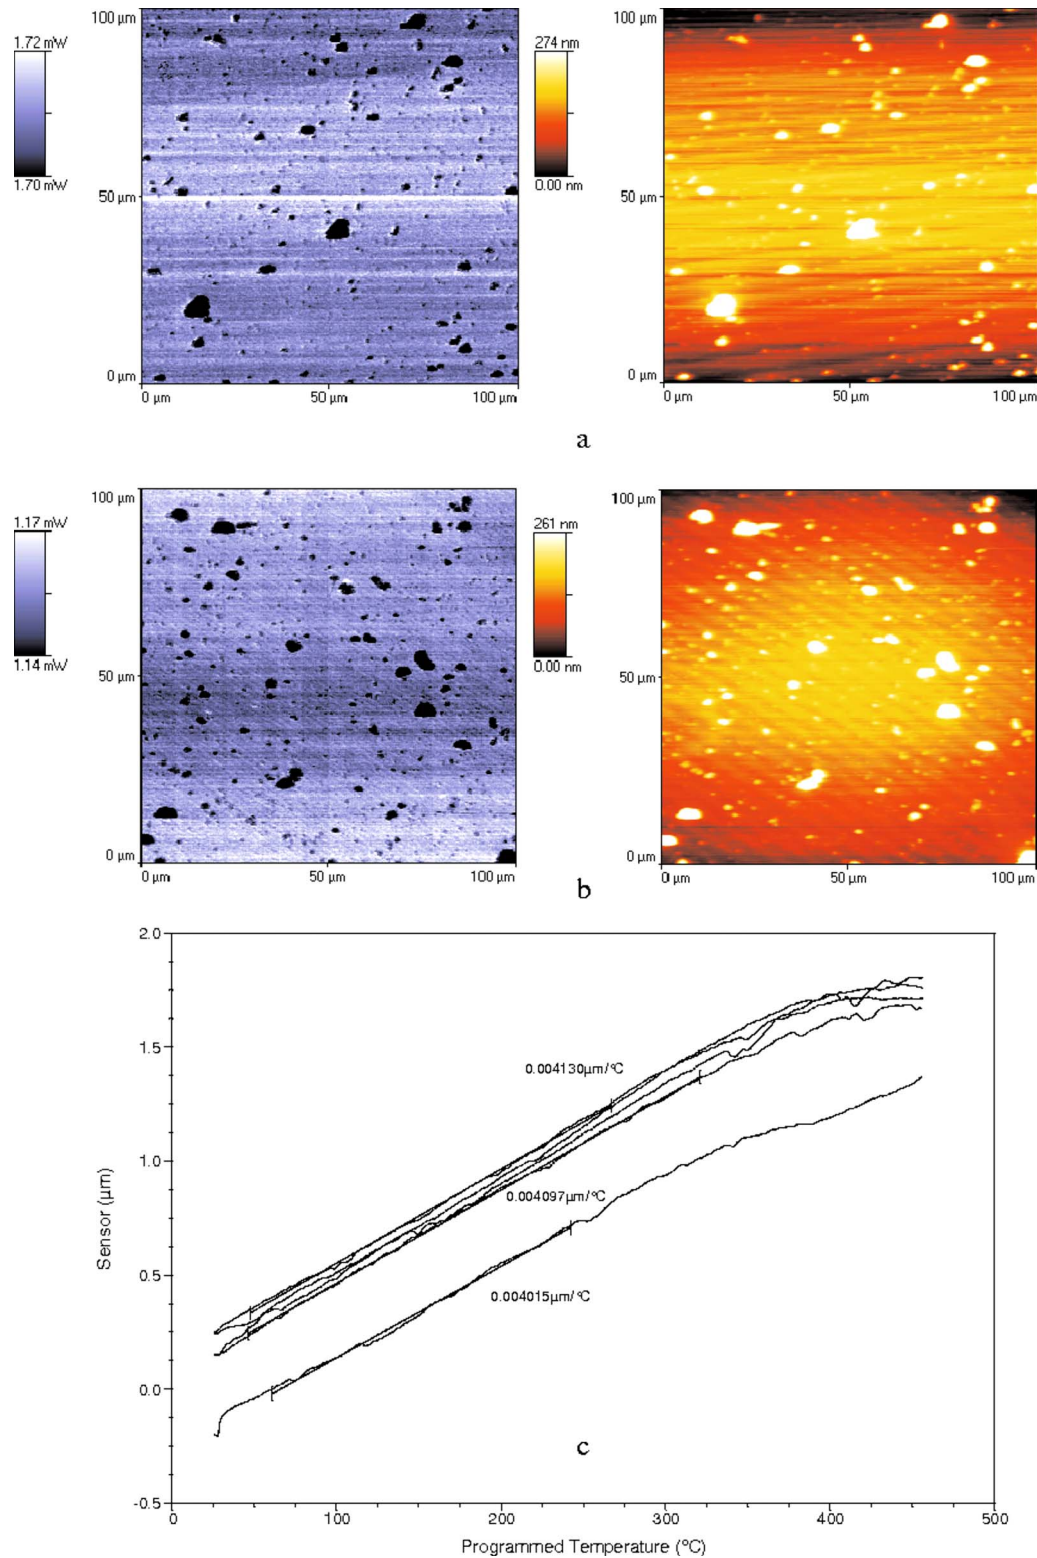 100 µm
1.72 mW
1.70 mW
50 µm
0 µm
0 µm
50 µm
100 µm
100 µm
274 nm
0.00 nm
50 µm
0 µm
0 µm
50 µm
100 µm
a
100 µm
1.17 mW
1.14 mW
50 µm
0 µm
0 µm
50 µm
100 µm
100 µm
261 nm
0.00 nm
50 µm
0 µm
0 µm
50 µm
100 µm
b
2.0
1.5
1.0
0.5
0.0
-0.5
Sensor (µm)
0.004130µm/ºC
0.004097µm/ºC
0.004015µm/ºC
c
0
100
200
300
400
500
Programmed Temperature (ºC)